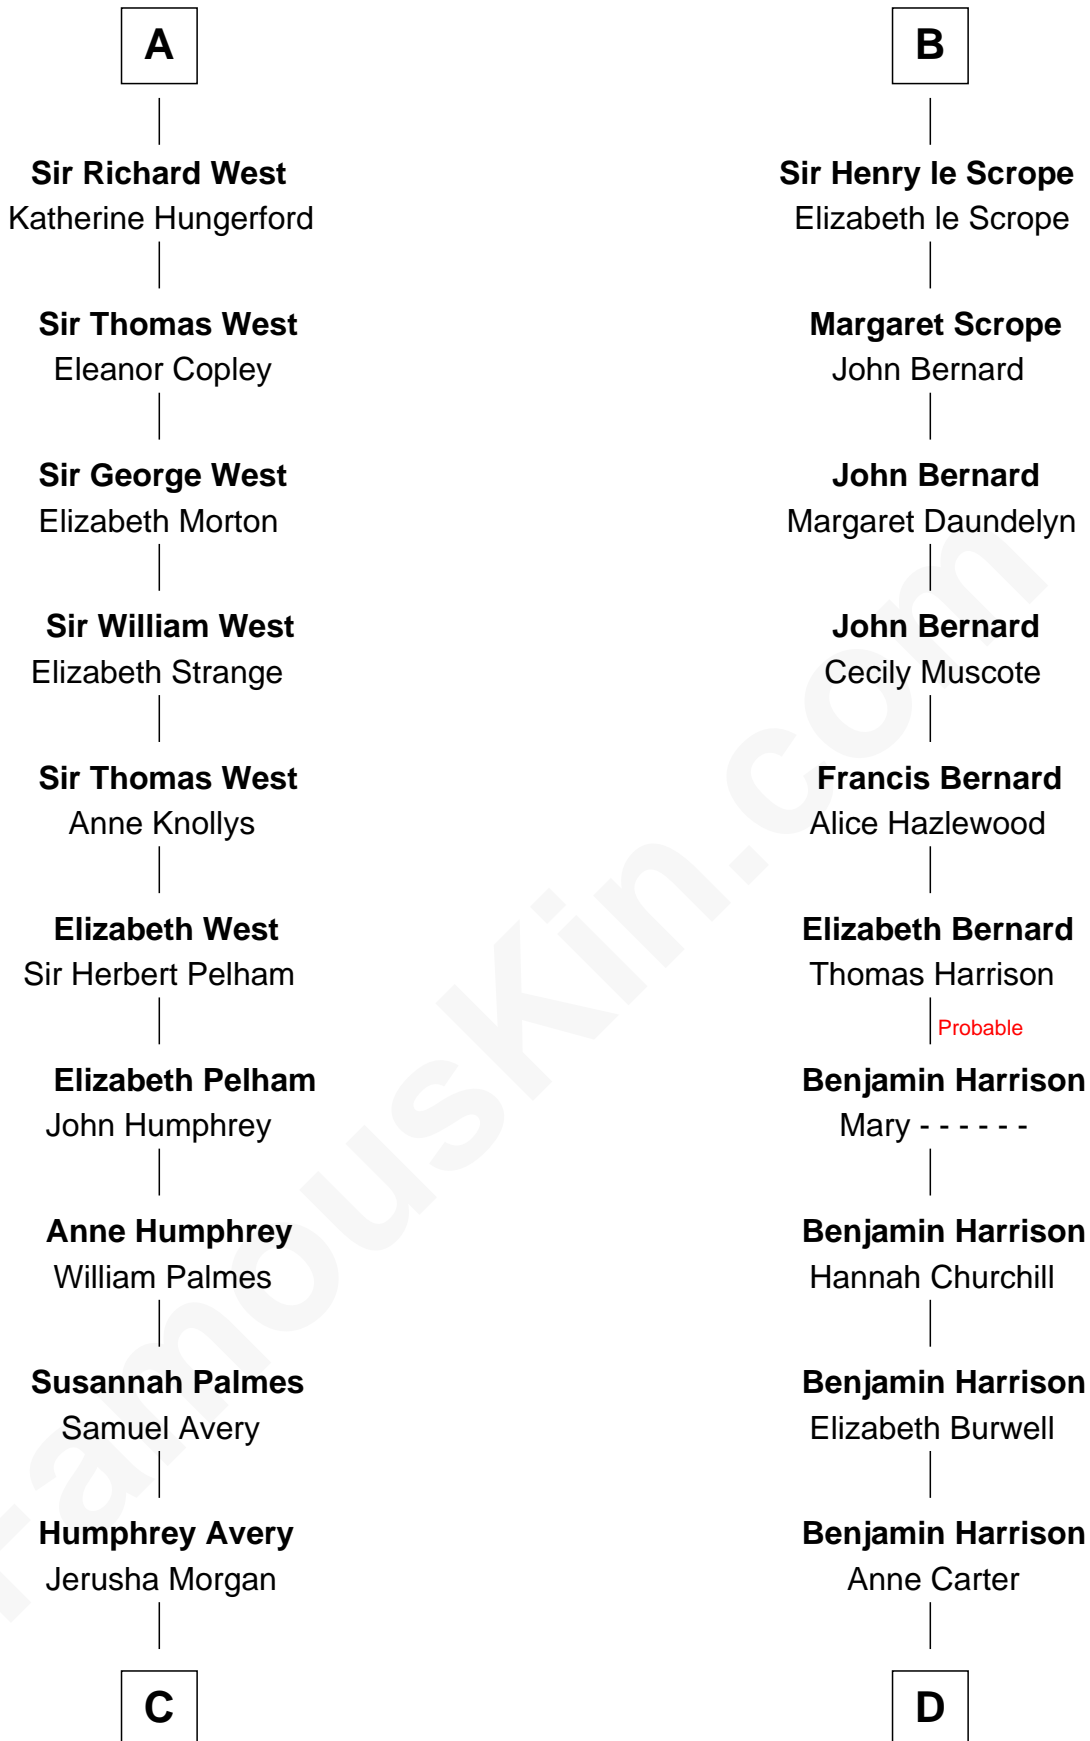 A
Sir Richard West
Katherine Hungerford
Sir Thomas West
Eleanor Copley
Sir George West
Elizabeth Morton
Sir William West
Elizabeth Strange
Sir Thomas West
Anne Knollys
Elizabeth West
Sir Herbert Pelham
Elizabeth Pelham
John Humphrey
Anne Humphrey
William Palmes
Susannah Palmes
Samuel Avery
Humphrey Avery
Jerusha Morgan
C
B
Sir Henry le Scrope
Elizabeth le Scrope
Margaret Scrope
John Bernard
John Bernard
Margaret Daundelyn
John Bernard
Cecily Muscote
Francis Bernard
Alice Hazlewood
Elizabeth Bernard
Thomas Harrison
Probable
Benjamin Harrison
Mary - - - - - -
Benjamin Harrison
Hannah Churchill
Benjamin Harrison
Elizabeth Burwell
Benjamin Harrison
Anne Carter
D
FamousKin.com